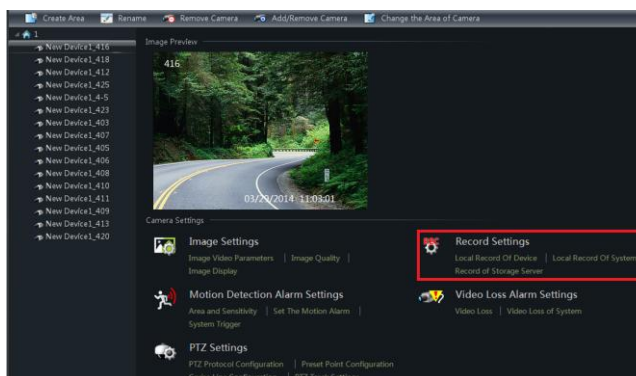 Create Area Rename Remove Camera Add/Remove Camera Change the Area of Camera
1
New Device1_416
New Device1_418
New Device1_412
New Device1_425
New Device1_4-5
New Device1_423
New Device1_403
New Device1_407
New Device1_405
New Device1_406
New Device1_408
New Device1_410
New Device1_411
New Device1_409
New Device1_413
New Device1_420
Image Preview
416
03/29/2014 11:03:01
Camera Settings
Image Settings
Image Video Parameters | Image Quality |
Image Display
REC
Record Settings
Local Record Of Device | Local Record Of System
Record of Storage Server
Motion Detection Alarm Settings
Area and Sensitivity | Set The Motion Alarm |
System Trigger
Video Loss Alarm Settings
Video Loss | Video Loss of System
PTZ Settings
PTZ Protocol Configuration | Preset Point Configuration